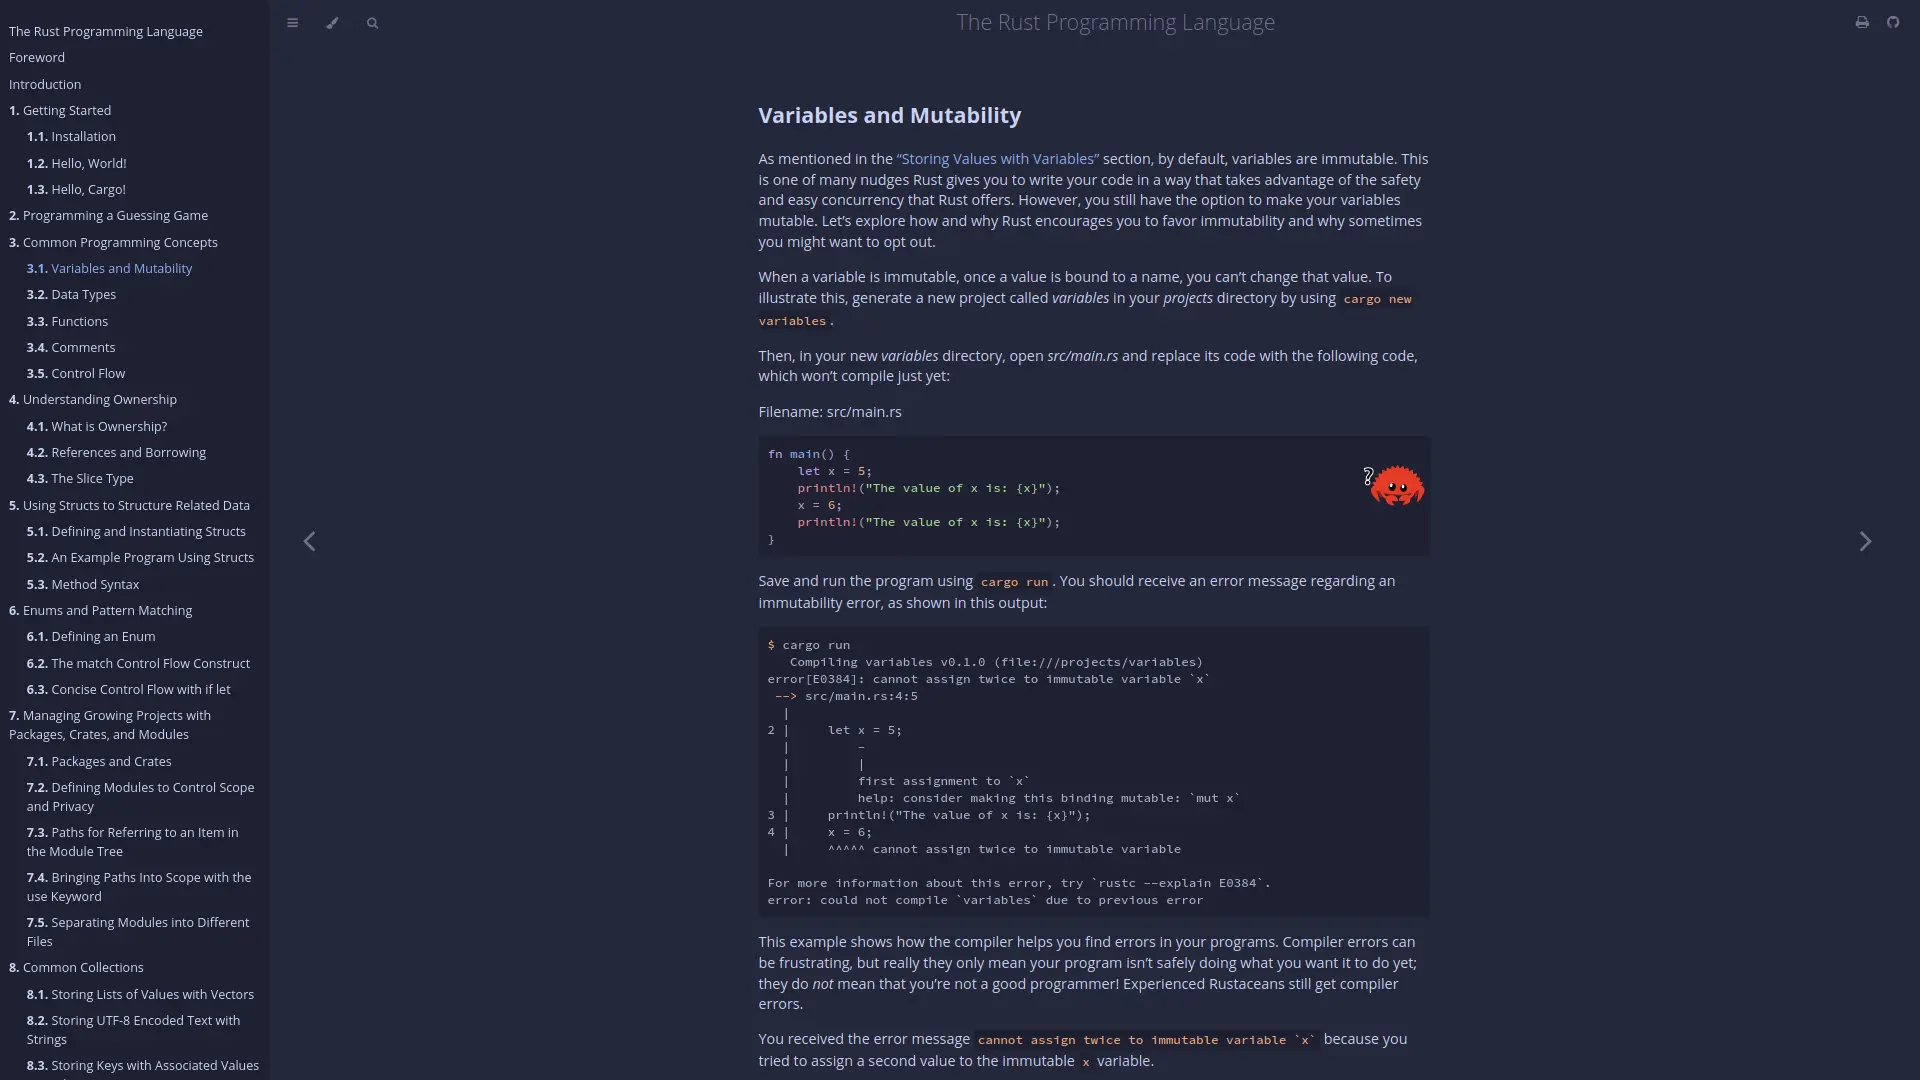 The Rust Programming Language
Foreword
Introduction
1. Getting Started
1.1. Installation
1.2. Hello, World!
1.3. Hello, Cargo!
2. Programming a Guessing Game
3. Common Programming Concepts
3.1. Variables and Mutability
3.2. Data Types
3.3. Functions
3.4. Comments
3.5. Control Flow
4. Understanding Ownership
4.1. What is Ownership?
4.2. References and Borrowing
4.3. The Slice Type
5. Using Structs to Structure Related Data
5.1. Defining and Instantiating Structs
5.2. An Example Program Using Structs
5.3. Method Syntax
6. Enums and Pattern Matching
6.1. Defining an Enum
6.2. The match Control Flow Construct
6.3. Concise Control Flow with if let
7. Managing Growing Projects with
Packages, Crates, and Modules
7.1. Packages and Crates
7.2. Defining Modules to Control Scope
and Privacy
7.3. Paths for Referring to an Item in
the Module Tree
7.4. Bringing Paths Into Scope with the
use Keyword
7.5. Separating Modules into Different
Files
8. Common Collections
8.1. Storing Lists of Values with Vectors
8.2. Storing UTF-8 Encoded Text with
Strings
8.3. Storing Keys with Associated Values
The Rust Programming Language
Variables and Mutability
As mentioned in the “Storing Values with Variables” section, by default, variables are immutable. This
is one of many nudges Rust gives you to write your code in a way that takes advantage of the safety
and easy concurrency that Rust offers. However, you still have the option to make your variables
mutable. Let’s explore how and why Rust encourages you to favor immutability and why sometimes
you might want to opt out.
When a variable is immutable, once a value is bound to a name, you can’t change that value. To
illustrate this, generate a new project called variables in your projects directory by using cargo new
variables.
Then, in your new variables directory, open src/main.rs and replace its code with the following code,
which won’t compile just yet:
Filename: src/main.rs
fn main() {
    let x = 5;
    println!("The value of x is: {x}");
    x = 6;
    println!("The value of x is: {x}");
}
?
Save and run the program using cargo run. You should receive an error message regarding an
immutability error, as shown in this output:
$ cargo run
   Compiling variables v0.1.0 (file:///projects/variables)
error[E0384]: cannot assign twice to immutable variable `x`
 --> src/main.rs:4:5
  |
2 |     let x = 5;
  |         -
  |         |
  |         first assignment to `x`
  |         help: consider making this binding mutable: `mut x`
3 |     println!("The value of x is: {x}");
4 |     x = 6;
  |     ^^^^^ cannot assign twice to immutable variable
For more information about this error, try `rustc --explain E0384`.
error: could not compile `variables` due to previous error
This example shows how the compiler helps you find errors in your programs. Compiler errors can
be frustrating, but really they only mean your program isn’t safely doing what you want it to do yet;
they do not mean that you’re not a good programmer! Experienced Rustaceans still get compiler
errors.
You received the error message cannot assign twice to immutable variable `x` because you
tried to assign a second value to the immutable x variable.